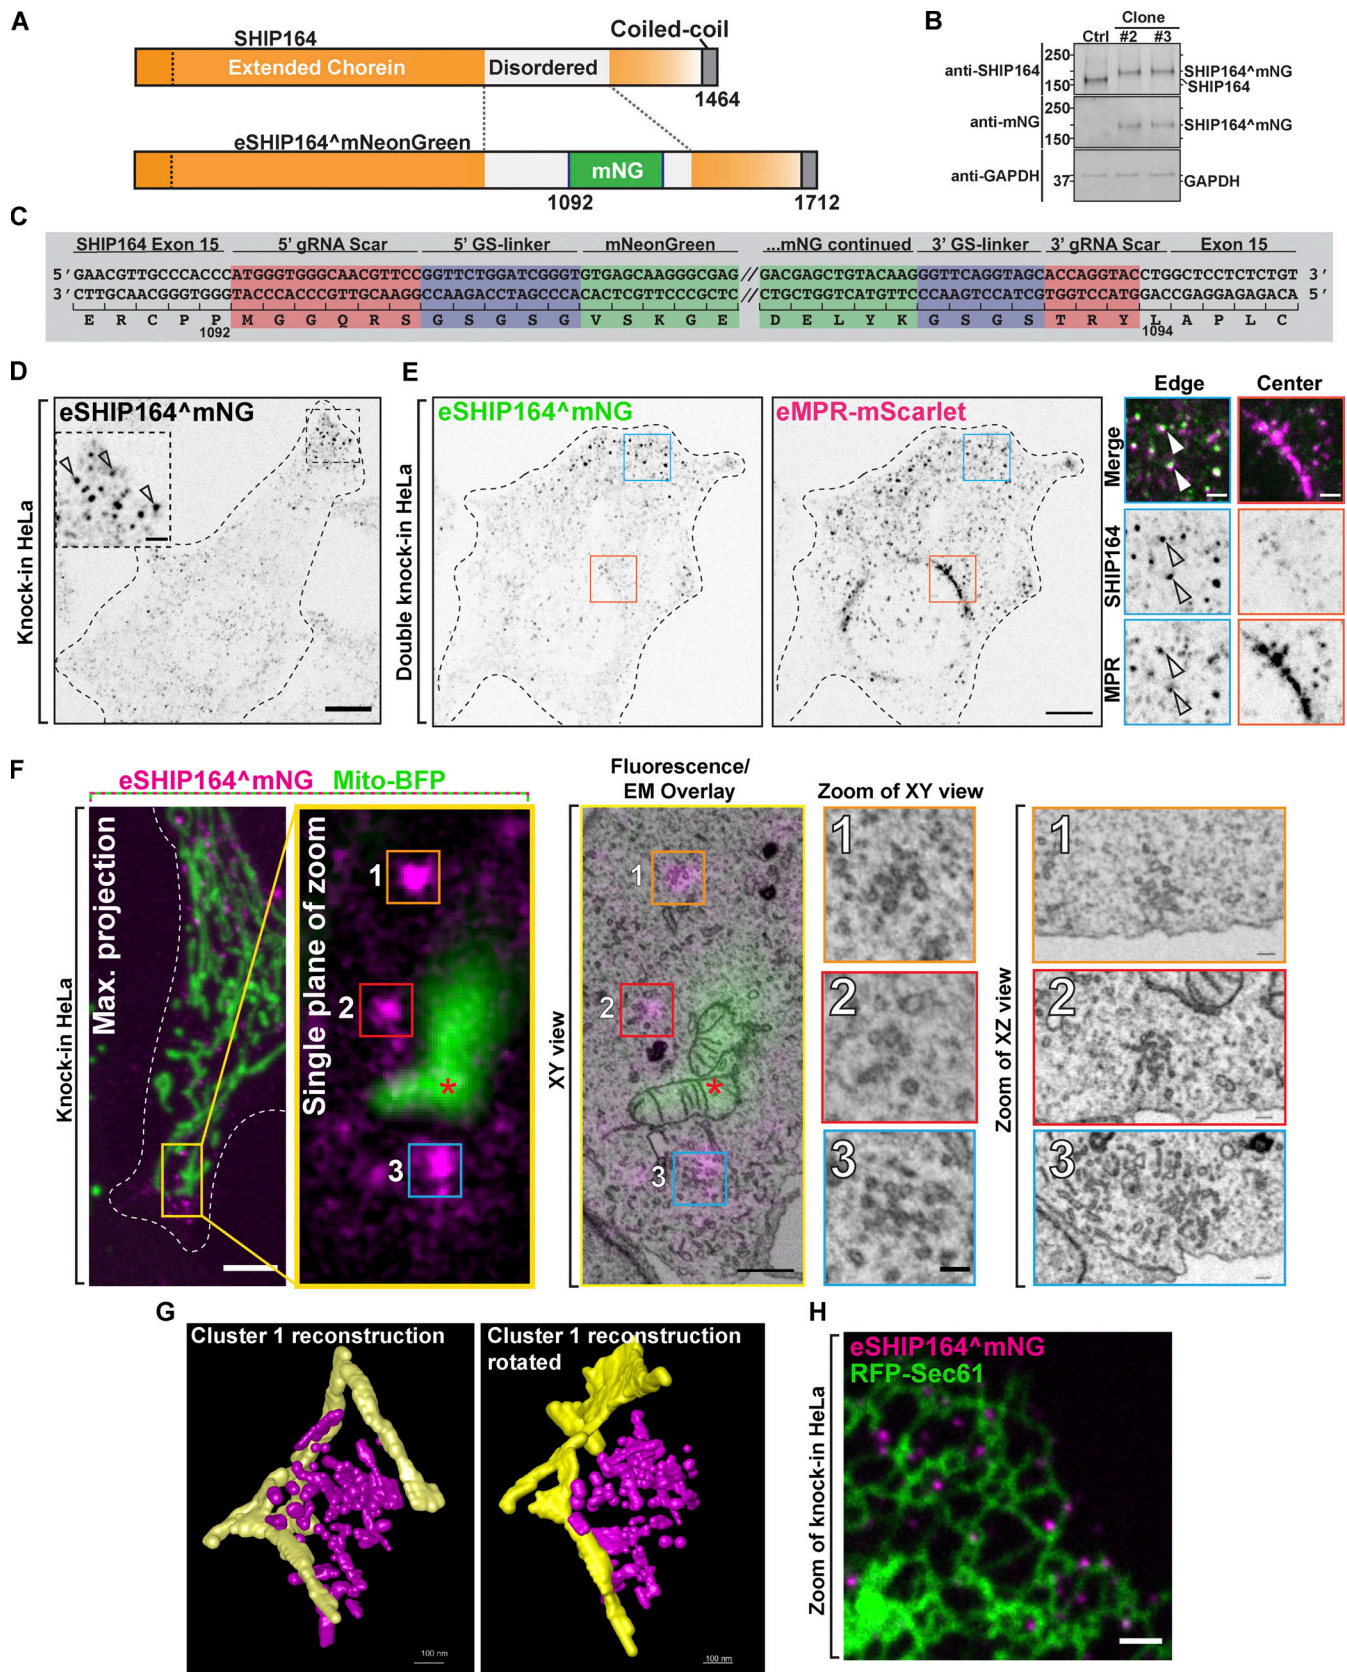 A
SHIP164
Coiled-coil
Extended Chorein
Disordered
1464
eSHIP164^mNeonGreen
mNG
1092
1712
B
Clone
Ctrl #2 #3
250
anti-SHIP164
SHIP164^mNG
150
SHIP164
250
anti-mNG
SHIP164^mNG
150
anti-GAPDH
37
GAPDH
C
SHIP164 Exon 15 5' gRNA Scar 5' GS-linker mNeonGreen ...mNG continued 3' GS-linker 3' gRNA Scar Exon 15
5' GAACGTTGCCCACCCATGGGTGGGCAACGTTCCGGTTCTGGATCGGGTGTGAGCAAGGGCGAG // GACGAGCTGTACAAGGGTTCAGGTAGCACCAGGTACCTGGCTCCTCTCTGT 3'
3' CTTGCAACGGGTGGGTACCCACCCGTTGCAAGGCCAAGACCTAGCCCACACTCGTTCCCGCTC // CTGCTGGTCATGTTCCCAAGTCCATCGTGGTCCATGGACCGAGGAGAGACA 5'
E R C P P M G G Q R S G S G S G V S K G E D E L Y K G S G S T R Y L A P L C
1092 1094
D
Knock-in HeLa
eSHIP164^mNG
E
Double knock-in HeLa
eSHIP164^mNG
eMPR-mScarlet
Edge Center
Merge
SHIP164
MPR
F
eSHIP164^mNG Mito-BFP
Knock-in HeLa
Max. projection
Single plane of zoom
1
2
3
*
Fluorescence/
EM Overlay
XY view
1
2
3
*
Zoom of XY view
1
2
3
Zoom of XZ view
1
2
3
G
Cluster 1 reconstruction
100 nm
Cluster 1 reconstruction
rotated
100 nm
H
Zoom of knock-in HeLa
eSHIP164^mNG
RFP-Sec61